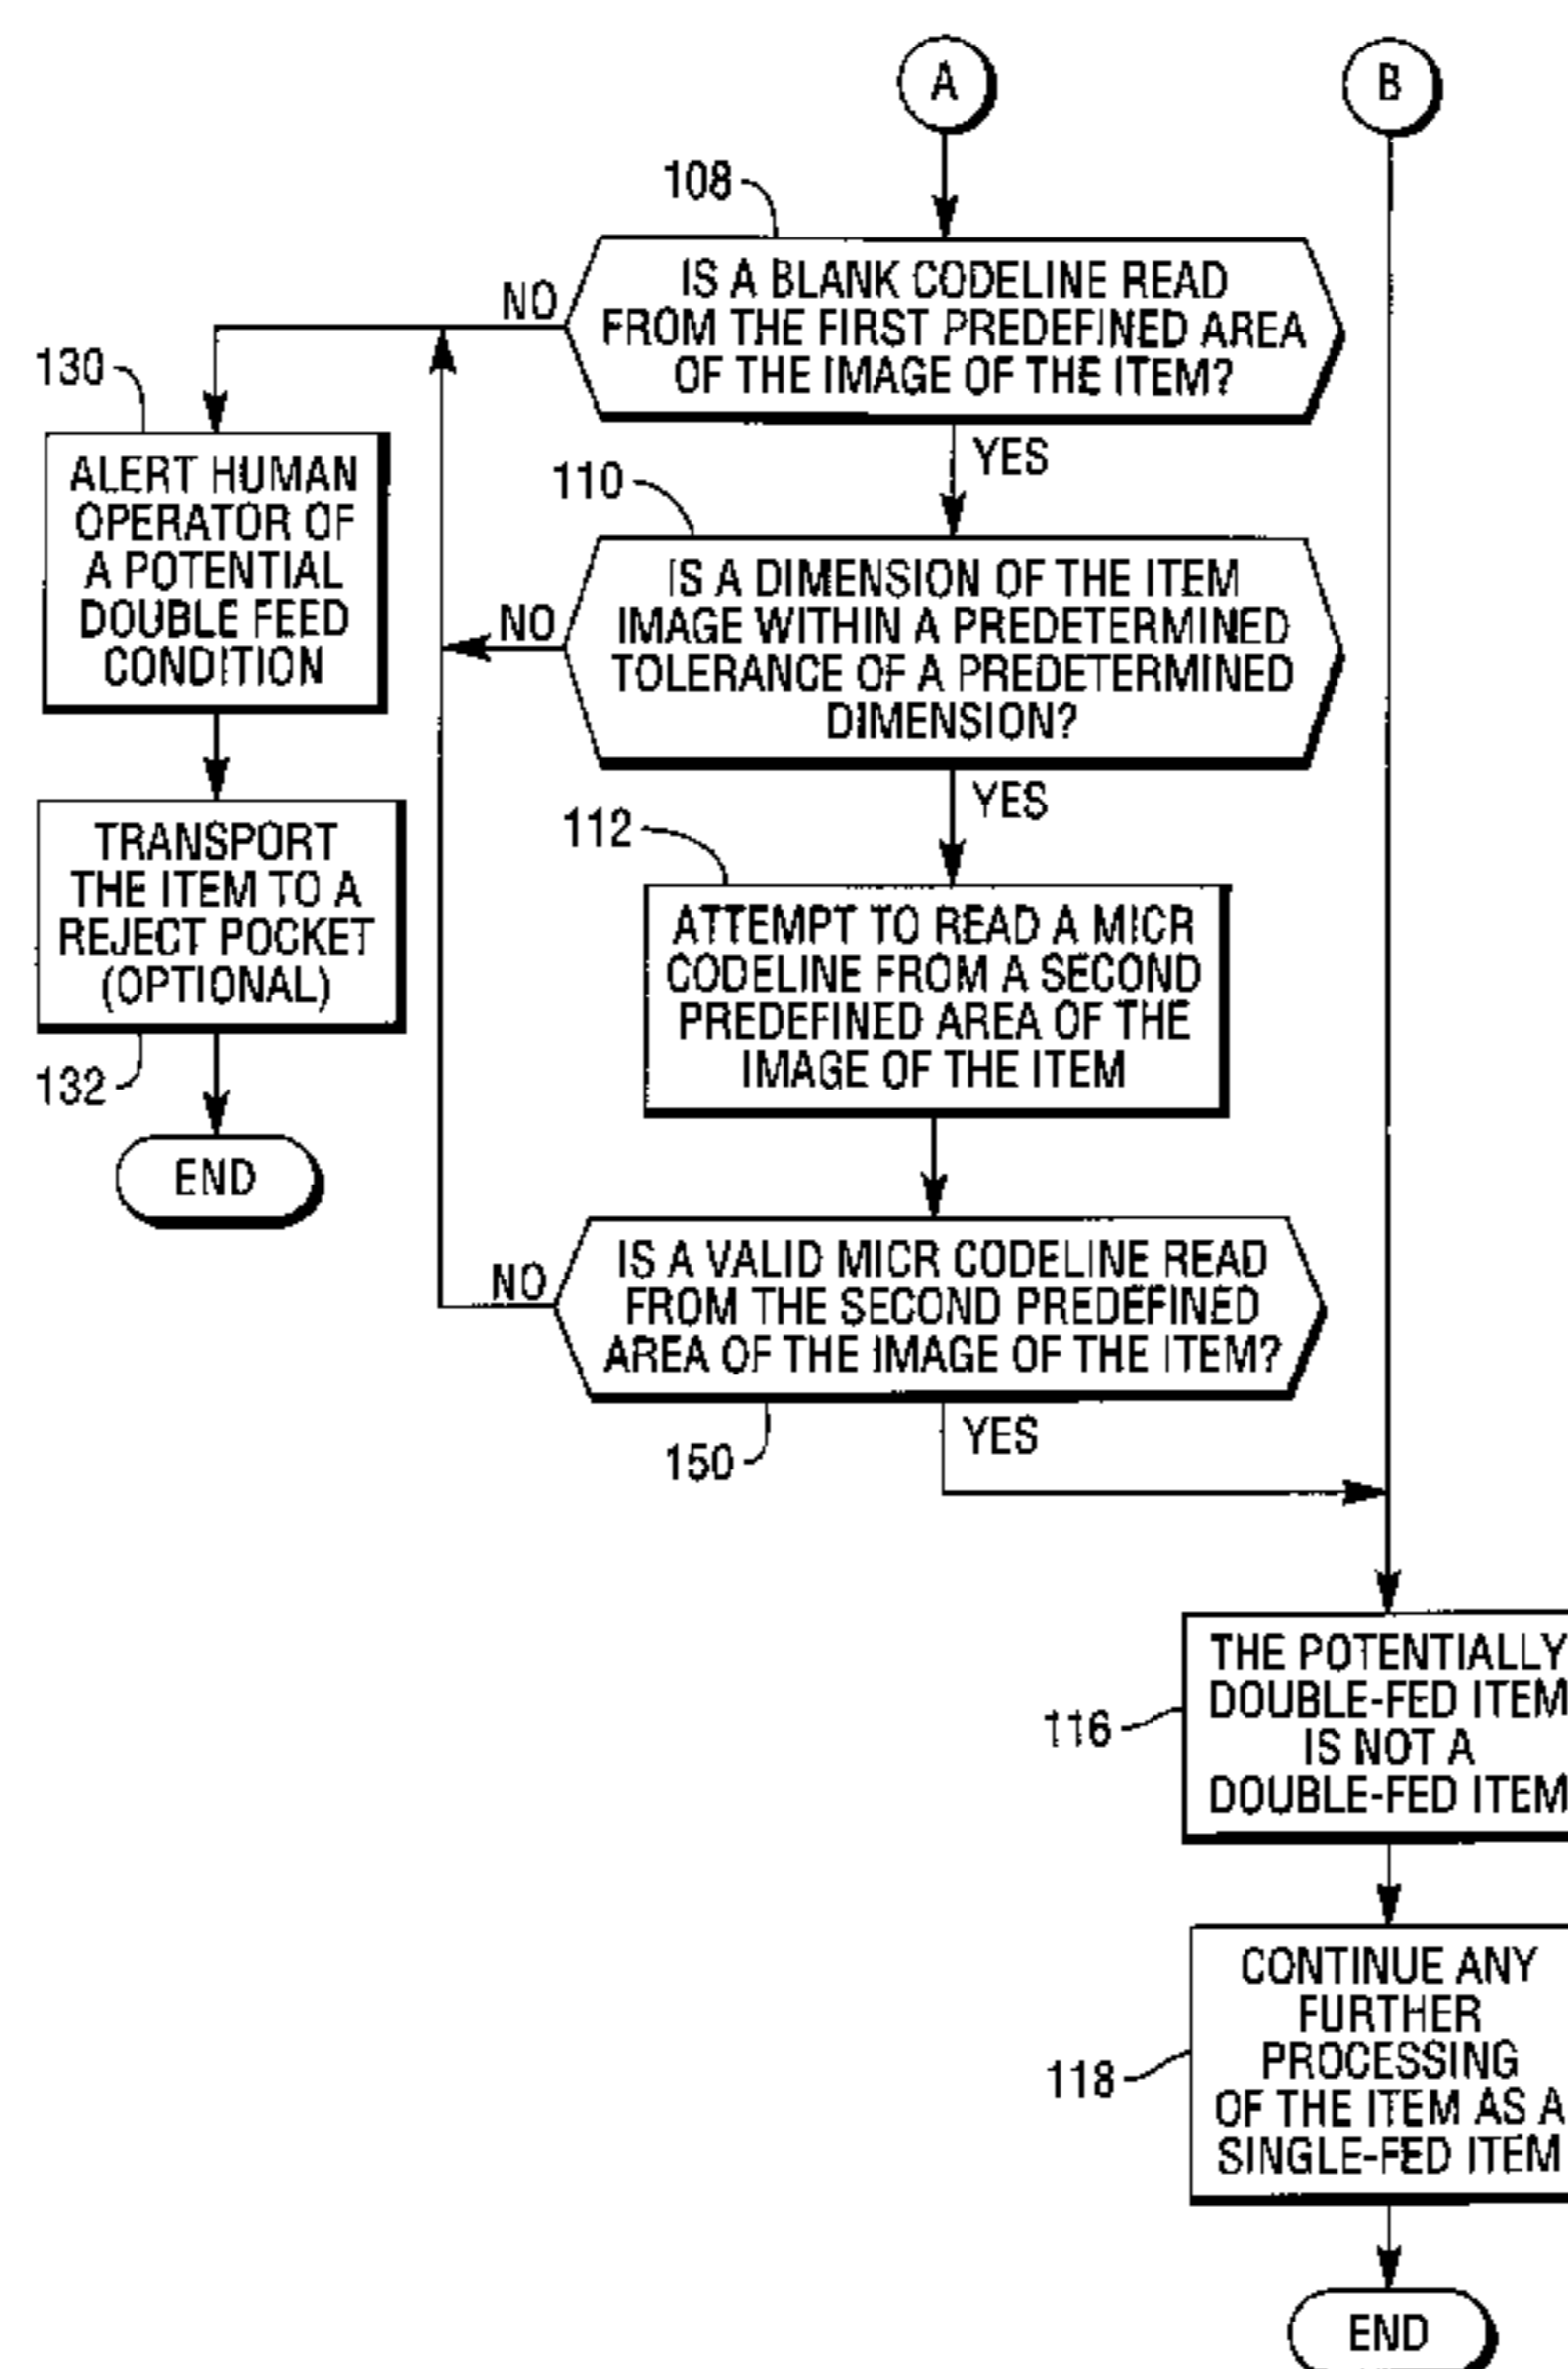 A
B
108
IS A BLANK CODELINE READ
FROM THE FIRST PREDEFINED AREA
OF THE IMAGE OF THE ITEM?
NO
YES
130
ALERT HUMAN
OPERATOR OF
A POTENTIAL
DOUBLE FEED
CONDITION
110
IS A DIMENSION OF THE ITEM
IMAGE WITHIN A PREDETERMINED
TOLERANCE OF A PREDETERMINED
DIMENSION?
NO
YES
TRANSPORT
THE ITEM TO A
REJECT POCKET
(OPTIONAL)
132
END
112
ATTEMPT TO READ A MICR
CODELINE FROM A SECOND
PREDEFINED AREA OF THE
IMAGE OF THE ITEM
IS A VALID MICR CODELINE READ
FROM THE SECOND PREDEFINED
AREA OF THE IMAGE OF THE ITEM?
NO
150
YES
116
THE POTENTIALLY
DOUBLE-FED ITEM
IS NOT A
DOUBLE-FED ITEM
118
CONTINUE ANY
FURTHER
PROCESSING
OF THE ITEM AS A
SINGLE-FED ITEM
END